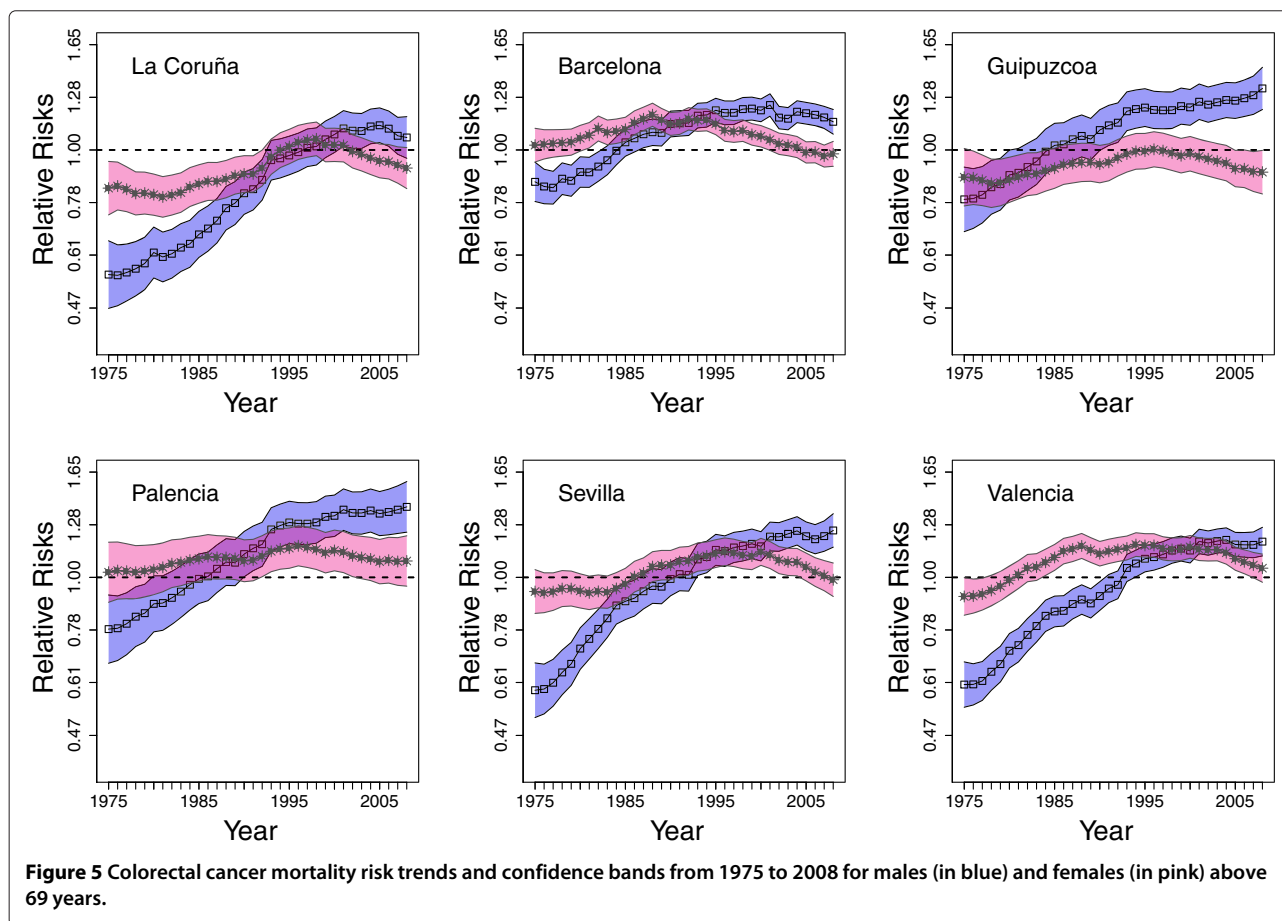 La Coruña
Relative Risks
0.47 0.61 0.78 1.00 1.28 1.65
1975 1985 1995 2005
Year
Barcelona
Relative Risks
0.47 0.61 0.78 1.00 1.28 1.65
1975 1985 1995 2005
Year
Guipuzcoa
Relative Risks
0.47 0.61 0.78 1.00 1.28 1.65
1975 1985 1995 2005
Year
Palencia
Relative Risks
0.47 0.61 0.78 1.00 1.28 1.65
1975 1985 1995 2005
Year
Sevilla
Relative Risks
0.47 0.61 0.78 1.00 1.28 1.65
1975 1985 1995 2005
Year
Valencia
Relative Risks
0.47 0.61 0.78 1.00 1.28 1.65
1975 1985 1995 2005
Year
Figure 5 Colorectal cancer mortality risk trends and confidence bands from 1975 to 2008 for males (in blue) and females (in pink) above
69 years.